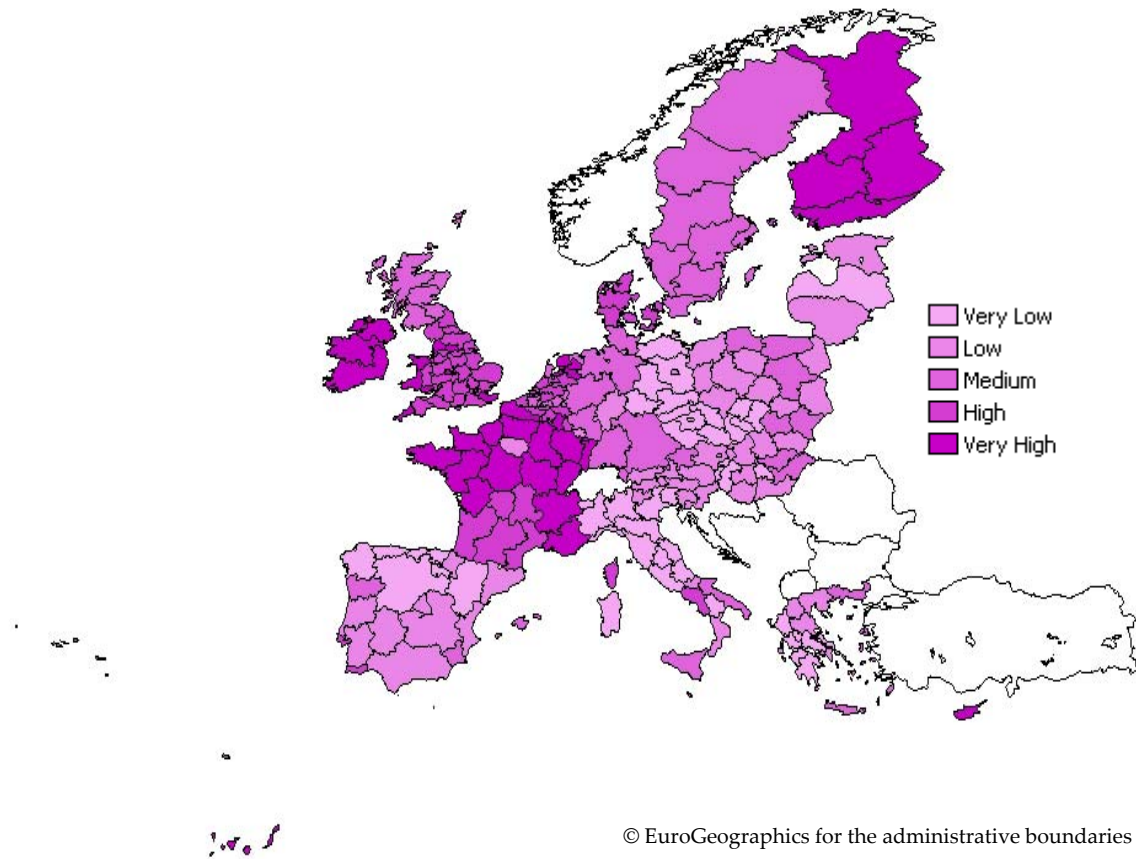 Very Low
Low
Medium
High
Very High
© EuroGeographics for the administrative boundaries